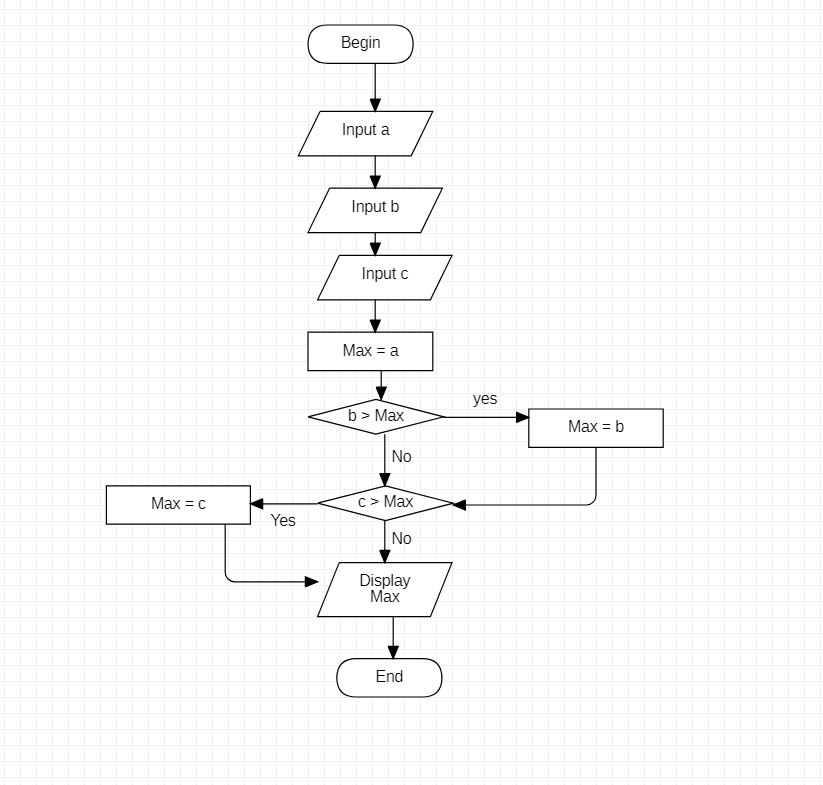 Begin
Input a
Input b
Input c
Max = a
b > Max
yes
Max = b
No
c > Max
Yes
Max = c
No
Display
Max
End